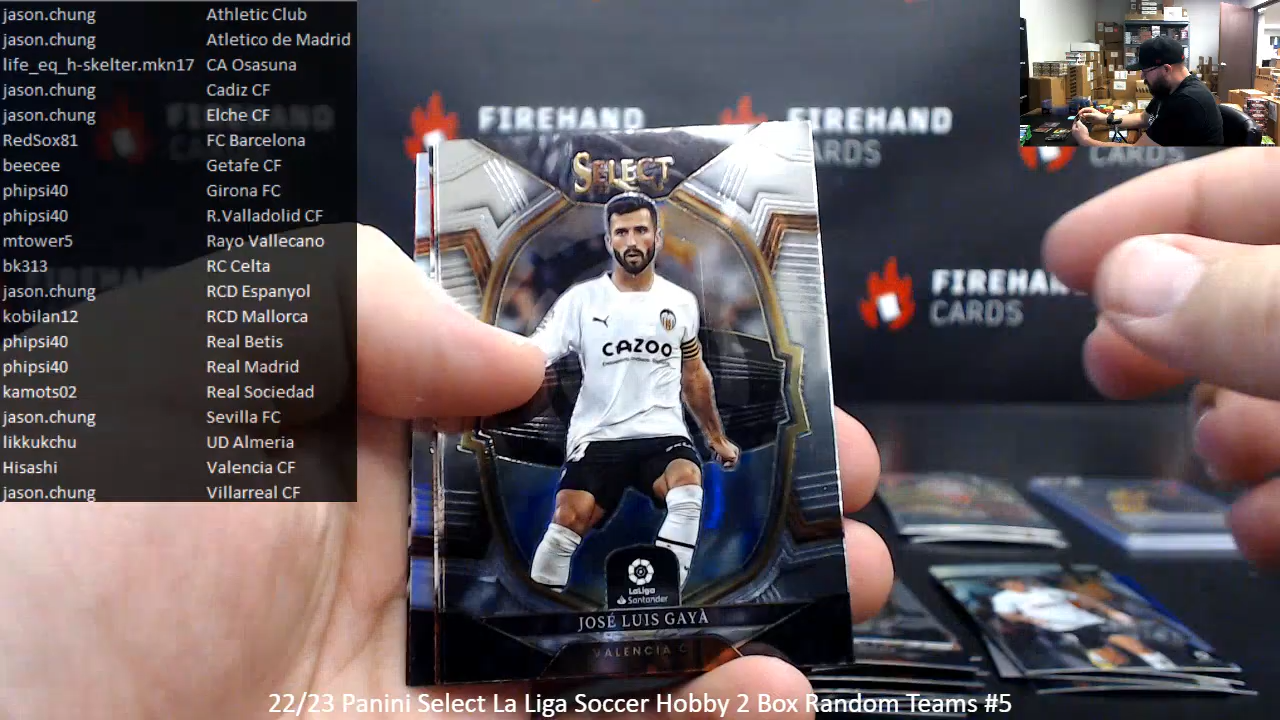 jason.chung Athletic Club
jason.chung Atletico de Madrid
life_eq_h-skelter.mkn17 CA Osasuna
jason.chung Cadiz CF
jason.chung Elche CF
RedSox81 FC Barcelona
beecee Getafe CF
phipsi40 Girona FC
phipsi40 R.Valladolid CF
mtower5 Rayo Vallecano
bk313 RC Celta
jason.chung RCD Espanyol
kobilan12 RCD Mallorca
phipsi40 Real Betis
phipsi40 Real Madrid
kamots02 Real Sociedad
jason.chung Sevilla FC
likkukchu UD Almeria
Hisashi Valencia CF
jason.chung Villarreal CF
FIREHAND
FIREHAND
CARDS
CARDS
FIREHAN
CARDS
SELECT
CAZOO
LaLiga
Santander
JOSÉ LUIS GAYÀ
VALENCIA C
22/23 Panini Select La Liga Soccer Hobby 2 Box Random Teams #5